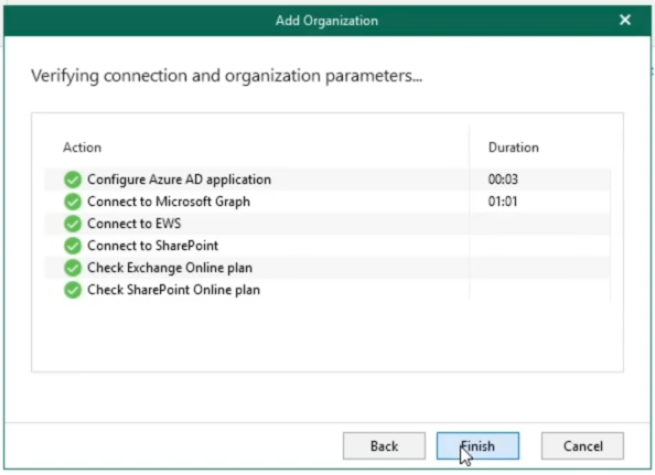 Add Organization
Verifying connection and organization parameters...
Action Duration
Configure Azure AD application 00:03
Connect to Microsoft Graph 01:01
Connect to EWS
Connect to SharePoint
Check Exchange Online plan
Check SharePoint Online plan
Back Finish Cancel